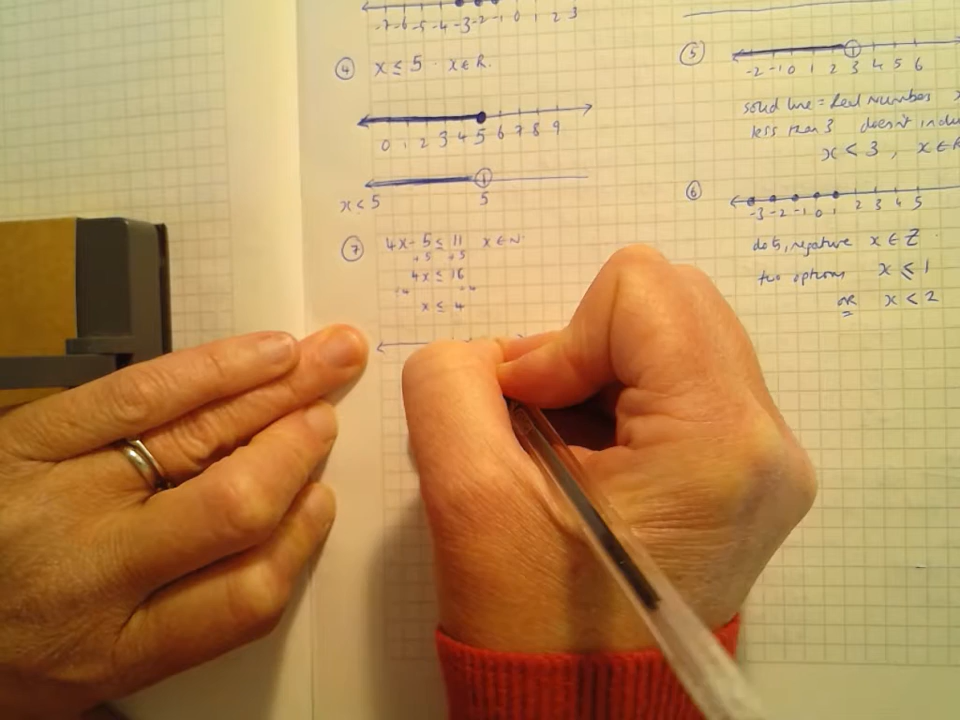 -7 -6 -5 -4 -3 -2 -1 0 1 2 3
④ x ≤ 5 x ∈ R.
0 1 2 3 4 5 6 7 8 9
x < 5
5
⑦ 4x - 5 ≤ 11 x ∈ N
+5 +5
4x ≤ 16
÷4 ÷4
x ≤ 4
⑤
-2 -1 0 1 2 3 4 5 6
solid line = Real Numbers
less than 3 doesn't
x < 3, x ∈ R
⑥
-3 -2 -1 0 1 2 3 4 5
dots, negative x ∈ Z
two options x ≤ 1
OR x < 2